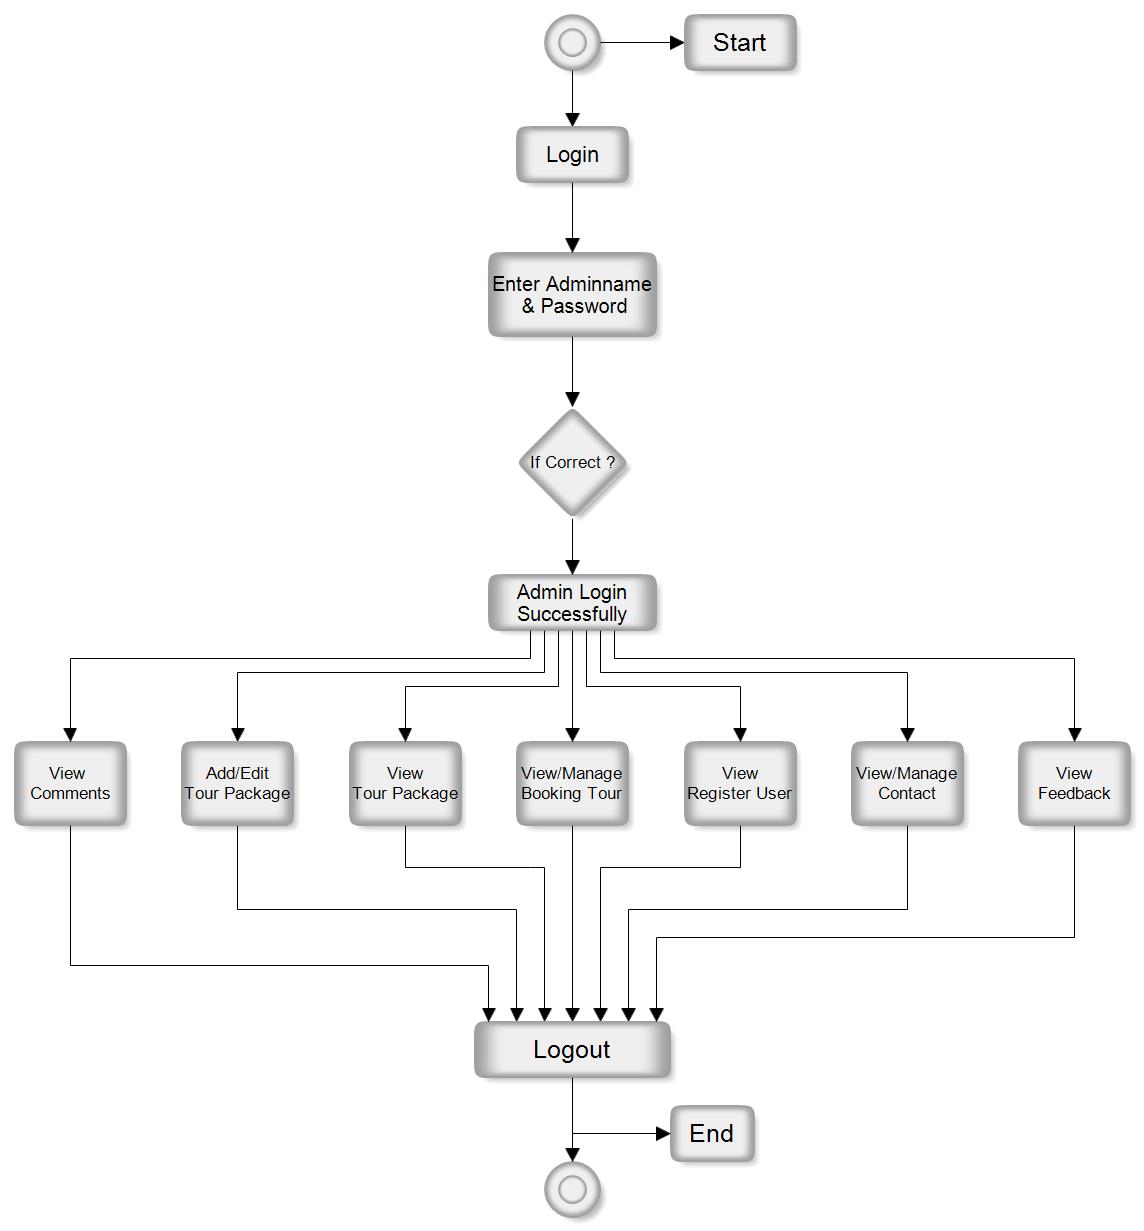 Start
Login
Enter Adminname
& Password
If Correct ?
Admin Login
Successfully
View
Comments
Add/Edit
Tour Package
View
Tour Package
View/Manage
Booking Tour
View
Register User
View/Manage
Contact
View
Feedback
Logout
End